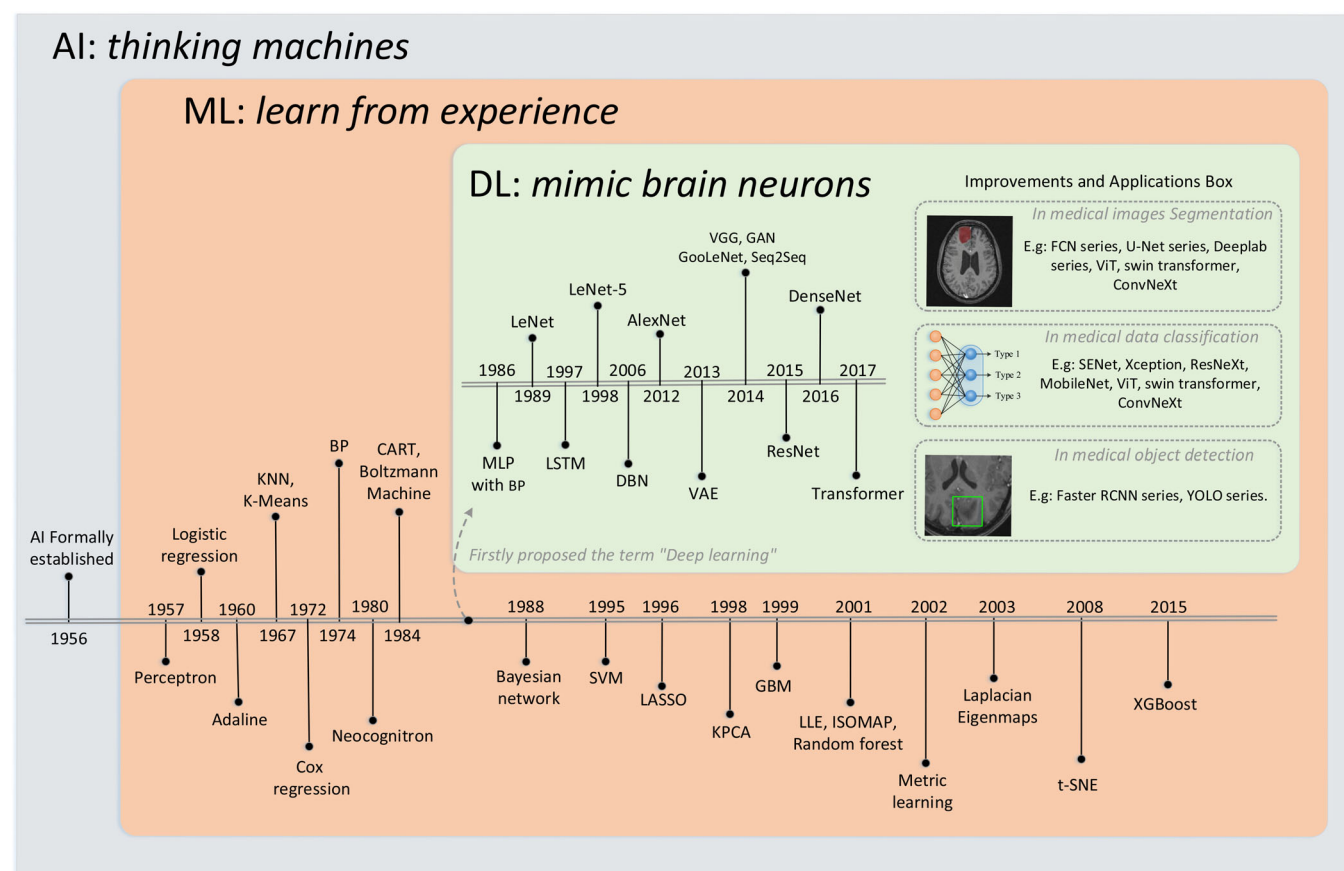 AI: thinking machines
ML: learn from experience
DL: mimic brain neurons
VGG, GAN
GooLeNet, Seq2Seq
LeNet-5
DenseNet
LeNet
AlexNet
1986
1997
2006
2013
2015
2017
1989
1998
2012
2014
2016
MLP
with BP
LSTM
DBN
VAE
ResNet
Transformer
Firstly proposed the term "Deep learning"
Improvements and Applications Box
In medical images Segmentation
E.g: FCN series, U-Net series, Deeplab
series, ViT, swin transformer,
ConvNeXt
In medical data classification
Type 1
Type 2
Type 3
E.g: SENet, Xception, ResNeXt,
MobileNet, ViT, swin transformer,
ConvNeXt
In medical object detection
E.g: Faster RCNN series, YOLO series.
AI Formally
established
Logistic
regression
KNN,
K-Means
BP
CART,
Boltzmann
Machine
1957
1960
1972
1980
1988
1995
1996
1998
1999
2001
2002
2003
2008
2015
1956
1958
1967
1974
1984
Perceptron
Adaline
Cox
regression
Neocognitron
Bayesian
network
SVM
LASSO
KPCA
GBM
LLE, ISOMAP,
Random forest
Metric
learning
Laplacian
Eigenmaps
t-SNE
XGBoost